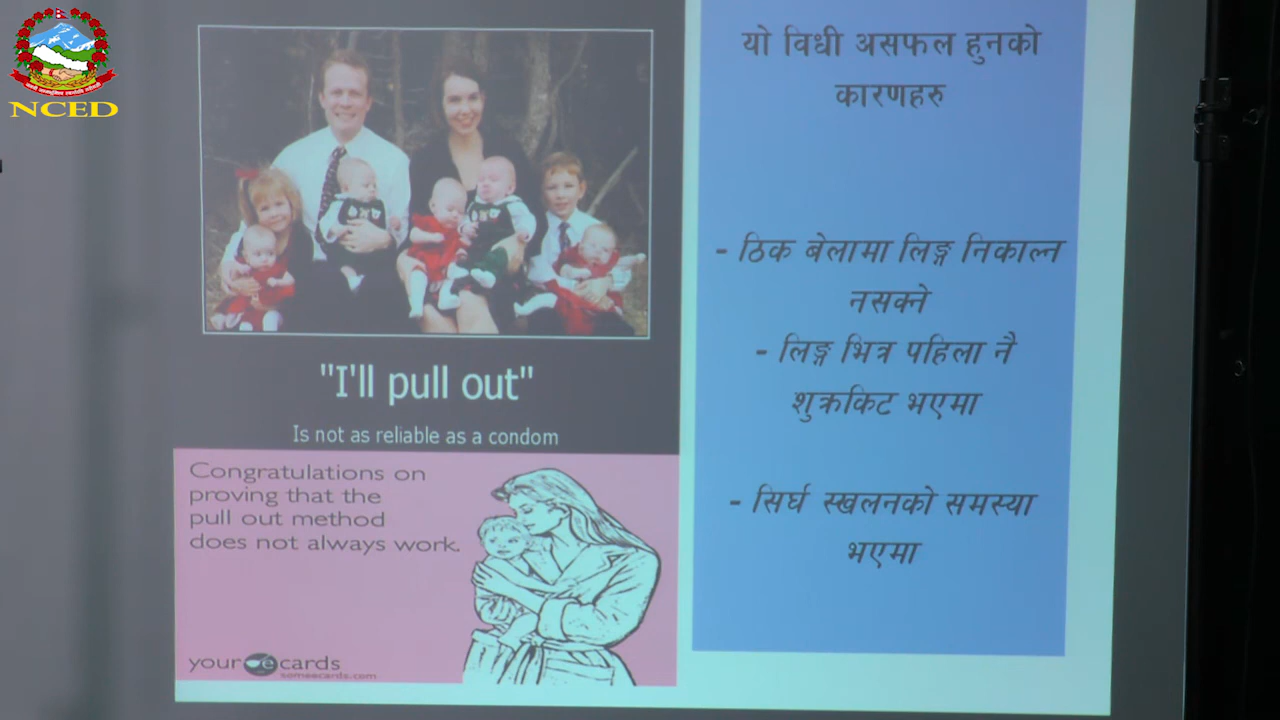 NCED
"I'll pull out"
Is not as reliable as a condom
Congratulations on
proving that the
pull out method
does not always work.
your e cards
someecards.com
यो विधी असफल हुनको
कारणहरु
- ठिक बेलामा लिङ्ग निकाल्न
नसक्ने
- लिङ्ग भित्र पहिला नै
शुक्रकिट भएमा
- सिर्घ स्खलनको समस्या
भएमा